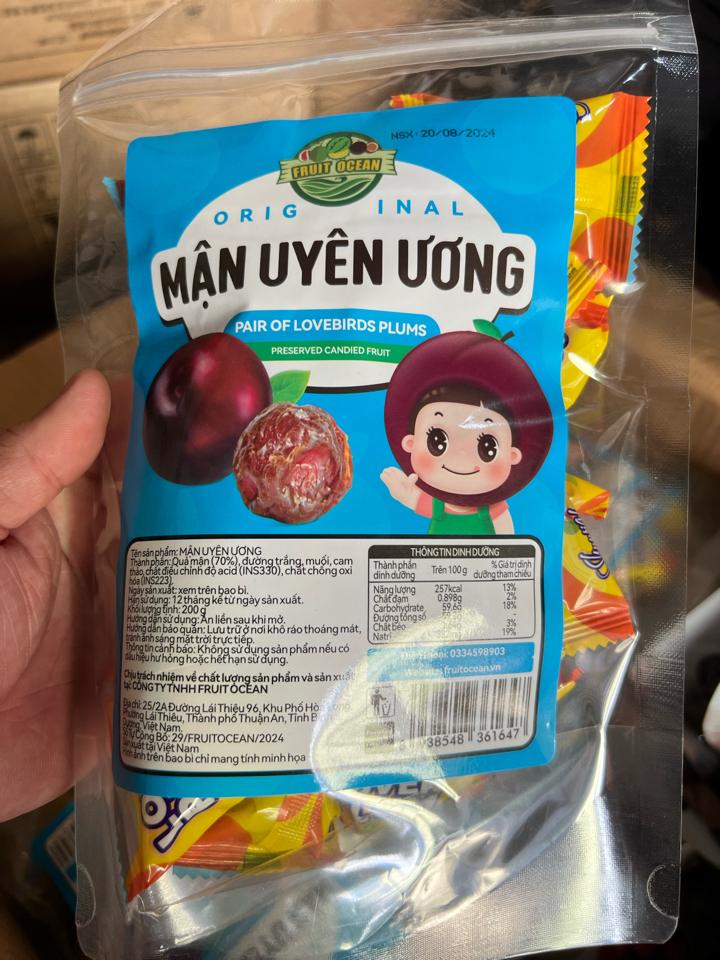 NSX: 20/08/2024
FRUIT OCEAN
ORIGINAL
MẬN UYÊN ƯƠNG
PAIR OF LOVEBIRDS PLUMS
PRESERVED CANDIED FRUIT
Tên sản phẩm: MẬN UYÊN ƯƠNG
Thành phần: Quả mận (70%), đường trắng, muối, cam
thảo, chất điều chỉnh độ acid (INS330), chất chống oxi
hóa (INS223).
Ngày sản xuất: xem trên bao bì.
Hạn sử dụng: 12 tháng kể từ ngày sản xuất.
Khối lượng tịnh: 200 g
Hướng dẫn sử dụng: Ăn liền sau khi mở.
Hướng dẫn bảo quản: Lưu trữ ở nơi khô ráo thoáng mát,
tránh ánh sáng mặt trời trực tiếp.
Thông tin cảnh báo: Không sử dụng sản phẩm nếu có
dấu hiệu hư hỏng hoặc hết hạn sử dụng.
Chịu trách nhiệm về chất lượng sản phẩm và sản xuất
tại: CÔNG TY TNHH FRUIT OCEAN
Địa chỉ: 25/2A Đường Lái Thiêu 96, Khu Phố
Phường Lái Thiêu, Thành phố Thuận An, Tỉnh
Dương, Việt Nam.
Số Tự Công Bố: 29/FRUITOCEAN/2024
Sản xuất tại Việt Nam
Hình ảnh trên bao bì chỉ mang tính minh họa
THÔNG TIN DINH DƯỠNG
Thành phần dinh dưỡng Trên 100 g % Giá trị dinh dưỡng tham chiếu
Năng lượng 257kcal 13%
Chất đạm 0.898g 2%
Carbohydrate 59.6g 18%
Đường tổng số -
Chất béo 3%
Natri 19%
Điện thoại: 0334598903
Website: fruitocean.vn
38548 361647